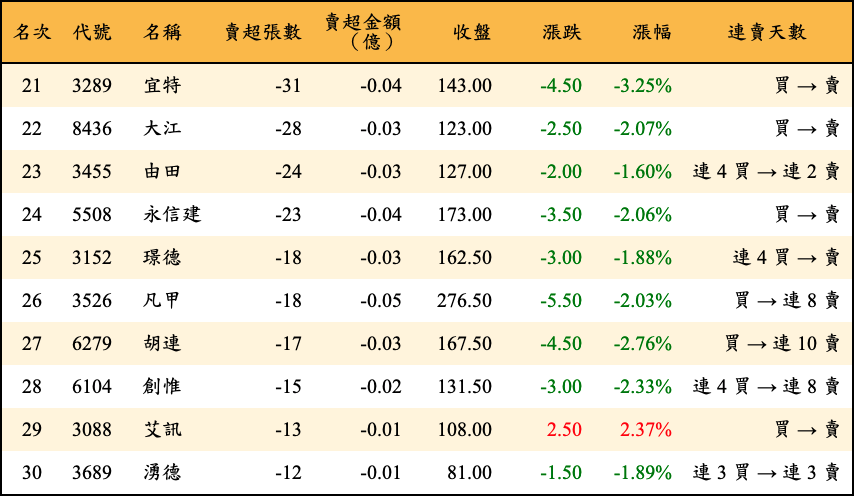 名次 代號 名稱 賣超張數 賣超金額（億） 收盤 漲跌 漲幅 連賣天數
21 3289 宜特 -31 -0.04 143.00 -4.50 -3.25% 買 → 賣
22 8436 大江 -28 -0.03 123.00 -2.50 -2.07% 買 → 賣
23 3455 由田 -24 -0.03 127.00 -2.00 -1.60% 連 4 買 → 連 2 賣
24 5508 永信建 -23 -0.04 173.00 -3.50 -2.06% 買 → 賣
25 3152 璟德 -18 -0.03 162.50 -3.00 -1.88% 連 4 買 → 賣
26 3526 凡甲 -18 -0.05 276.50 -5.50 -2.03% 買 → 連 8 賣
27 6279 胡連 -17 -0.03 167.50 -4.50 -2.76% 買 → 連 10 賣
28 6104 創惟 -15 -0.02 131.50 -3.00 -2.33% 連 4 買 → 連 8 賣
29 3088 艾訊 -13 -0.01 108.00 2.50 2.37% 買 → 賣
30 3689 湧德 -12 -0.01 81.00 -1.50 -1.89% 連 3 買 → 連 3 賣